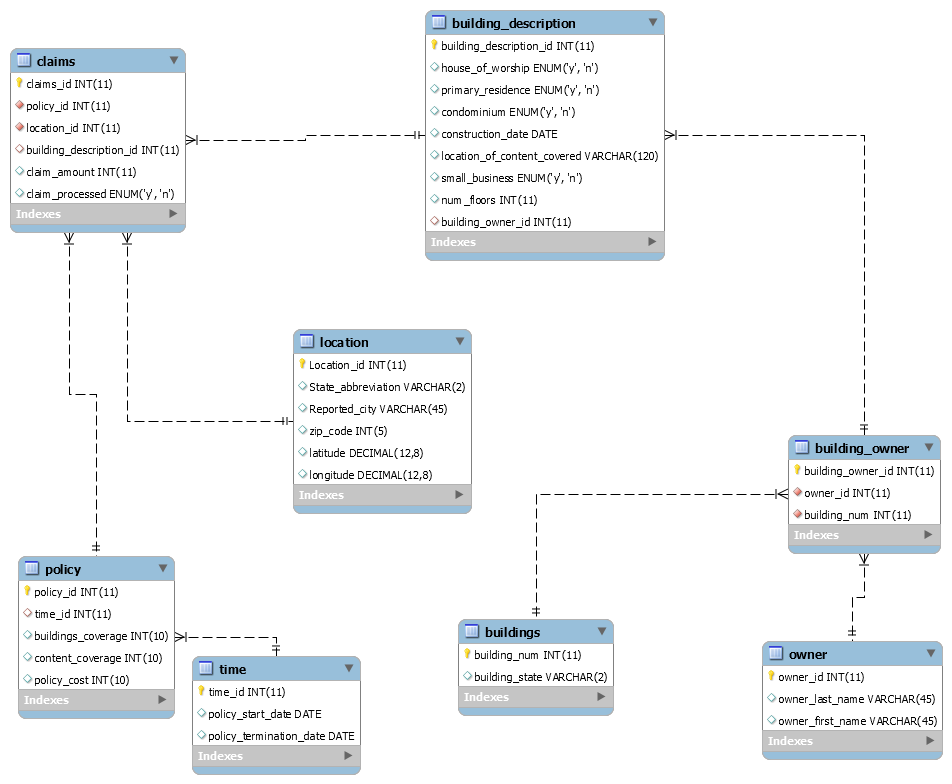 building_description
building_description_id INT(11)
house_of_worship ENUM('y', 'n')
primary_residence ENUM('y', 'n')
condominium ENUM('y', 'n')
construction_date DATE
location_of_content_covered VARCHAR(120)
small_business ENUM('y', 'n')
num_floors INT(11)
building_owner_id INT(11)
Indexes
claims
claims_id INT(11)
policy_id INT(11)
location_id INT(11)
building_description_id INT(11)
claim_amount INT(11)
claim_processed ENUM('y', 'n')
Indexes
location
Location_id INT(11)
State_abbreviation VARCHAR(2)
Reported_city VARCHAR(45)
zip_code INT(5)
latitude DECIMAL(12,8)
longitude DECIMAL(12,8)
Indexes
building_owner
building_owner_id INT(11)
owner_id INT(11)
building_num INT(11)
Indexes
policy
policy_id INT(11)
time_id INT(11)
buildings_coverage INT(10)
content_coverage INT(10)
policy_cost INT(10)
Indexes
time
time_id INT(11)
policy_start_date DATE
policy_termination_date DATE
Indexes
buildings
building_num INT(11)
building_state VARCHAR(2)
Indexes
owner
owner_id INT(11)
owner_last_name VARCHAR(45)
owner_first_name VARCHAR(45)
Indexes